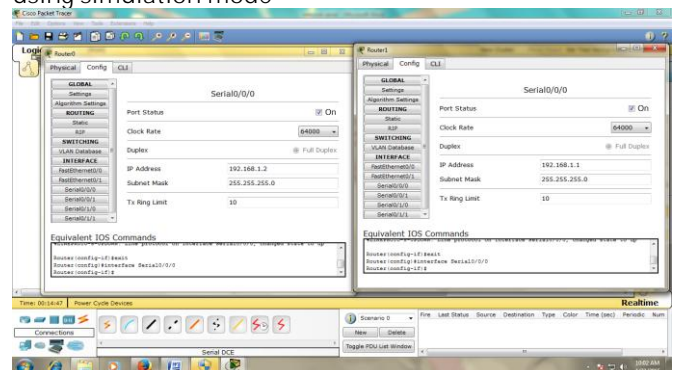 using simulation mode
Cisco Packet Tracer
Router0
Physical Config CLI
GLOBAL
Settings
Algorithm Settings
ROUTING
Static
RIP
SWITCHING
VLAN Database
INTERFACE
FastEthernet0/0
FastEthernet0/1
Serial0/0/0
Serial0/0/1
Serial0/1/0
Serial0/1/1
Serial0/0/0
Port Status On
Clock Rate 64000
Duplex Full Duplex
IP Address 192.168.1.2
Subnet Mask 255.255.255.0
Tx Ring Limit 10
Equivalent IOS Commands
Router(config-if)#exit
Router(config)#interface Serial0/0/0
Router(config-if)#
Router1
Physical Config CLI
GLOBAL
Settings
Algorithm Settings
ROUTING
Static
RIP
SWITCHING
VLAN Database
INTERFACE
FastEthernet0/0
FastEthernet0/1
Serial0/0/0
Serial0/0/1
Serial0/1/0
Serial0/1/1
Serial0/0/0
Port Status On
Clock Rate 64000
Duplex Full Duplex
IP Address 192.168.1.1
Subnet Mask 255.255.255.0
Tx Ring Limit 10
Equivalent IOS Commands
Router(config-if)#exit
Router(config)#interface Serial0/0/0
Router(config-if)#
Time: 00:14:47 Power Cycle Devices Realtime
Connections
Serial DCE
Scenario 0
New Delete
Toggle PDU List Window
Fire Last Status Source Destination Type Color Time (sec) Periodic Num
10:02 AM